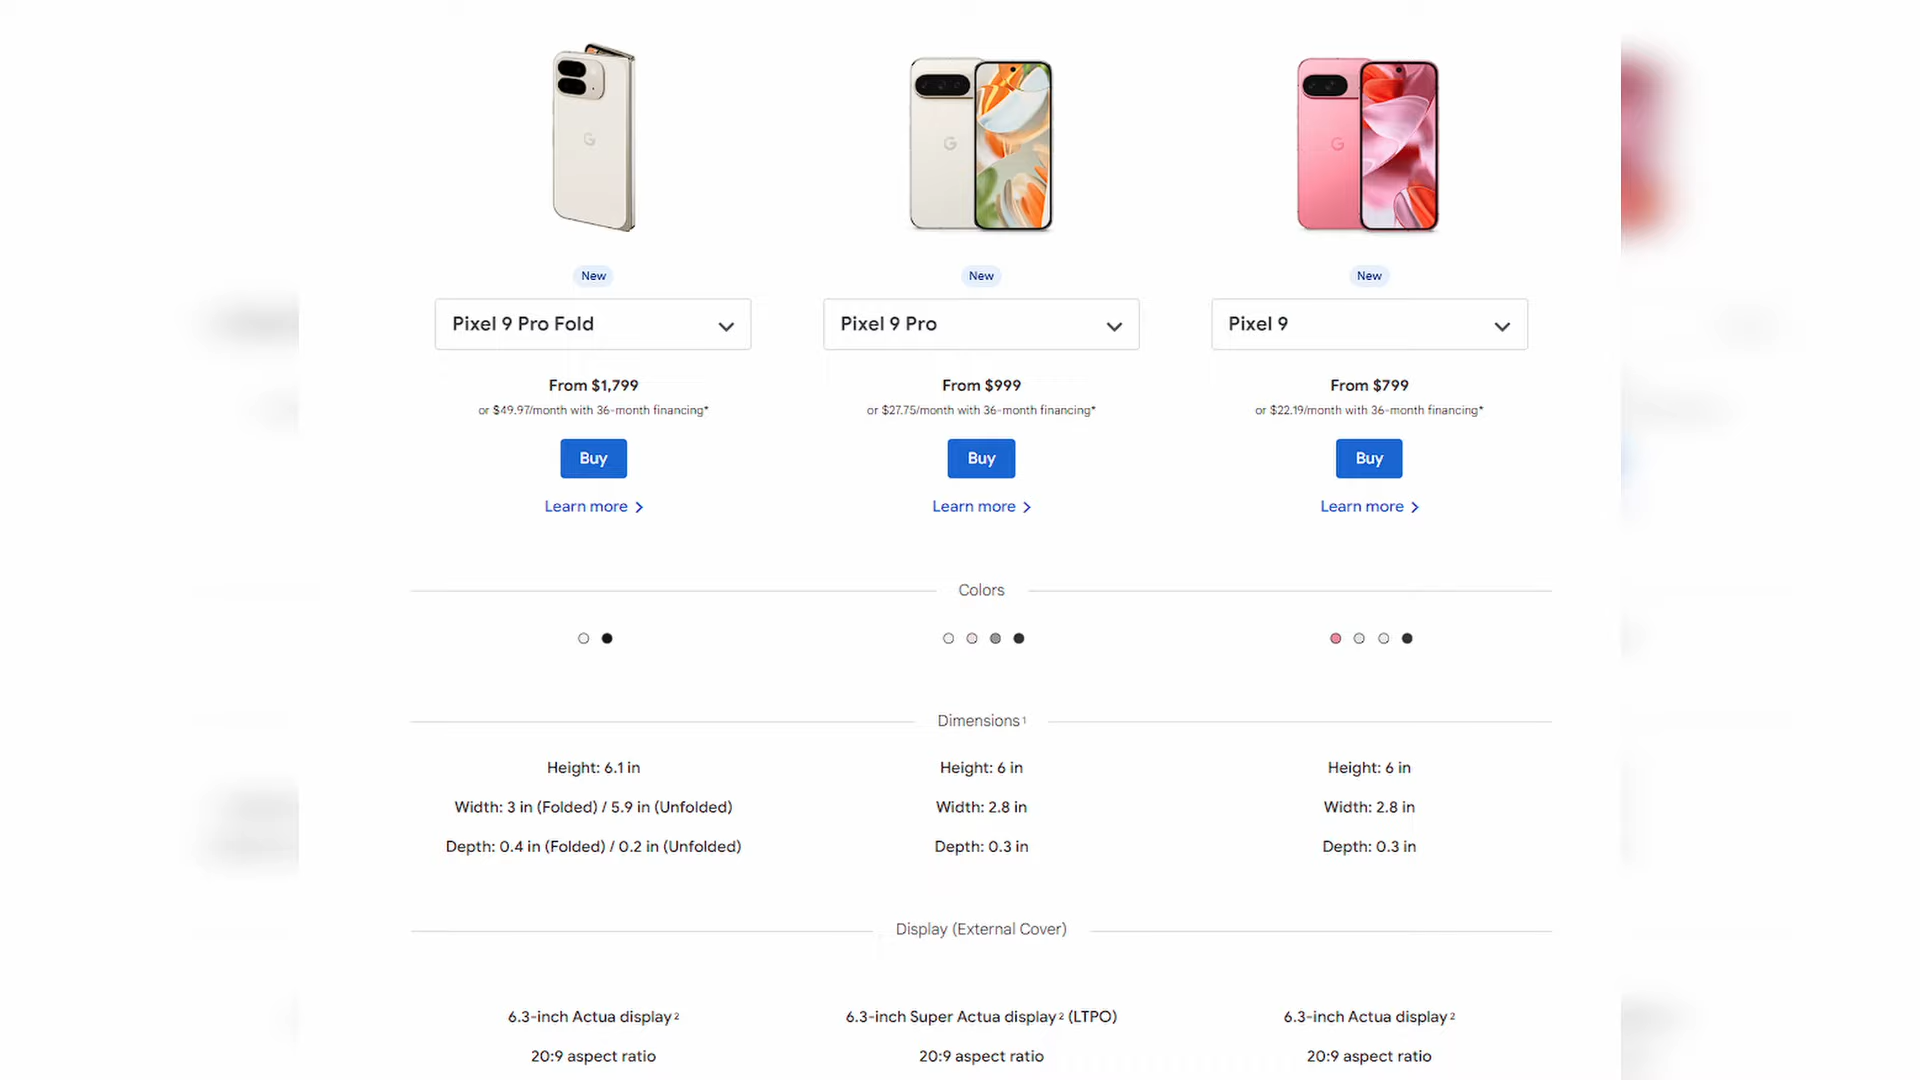 New
New
New
Pixel 9 Pro Fold
Pixel 9 Pro
Pixel 9
From $1,799
From $999
From $799
or $49.97/month with 36-month financing*
or $27.75/month with 36-month financing*
or $22.19/month with 36-month financing*
Buy
Buy
Buy
Learn more
Learn more
Learn more
Colors
Dimensions¹
Height: 6.1 in
Height: 6 in
Height: 6 in
Width: 3 in (Folded) / 5.9 in (Unfolded)
Width: 2.8 in
Width: 2.8 in
Depth: 0.4 in (Folded) / 0.2 in (Unfolded)
Depth: 0.3 in
Depth: 0.3 in
Display (External Cover)
6.3-inch Actua display²
6.3-inch Super Actua display² (LTPO)
6.3-inch Actua display²
20:9 aspect ratio
20:9 aspect ratio
20:9 aspect ratio